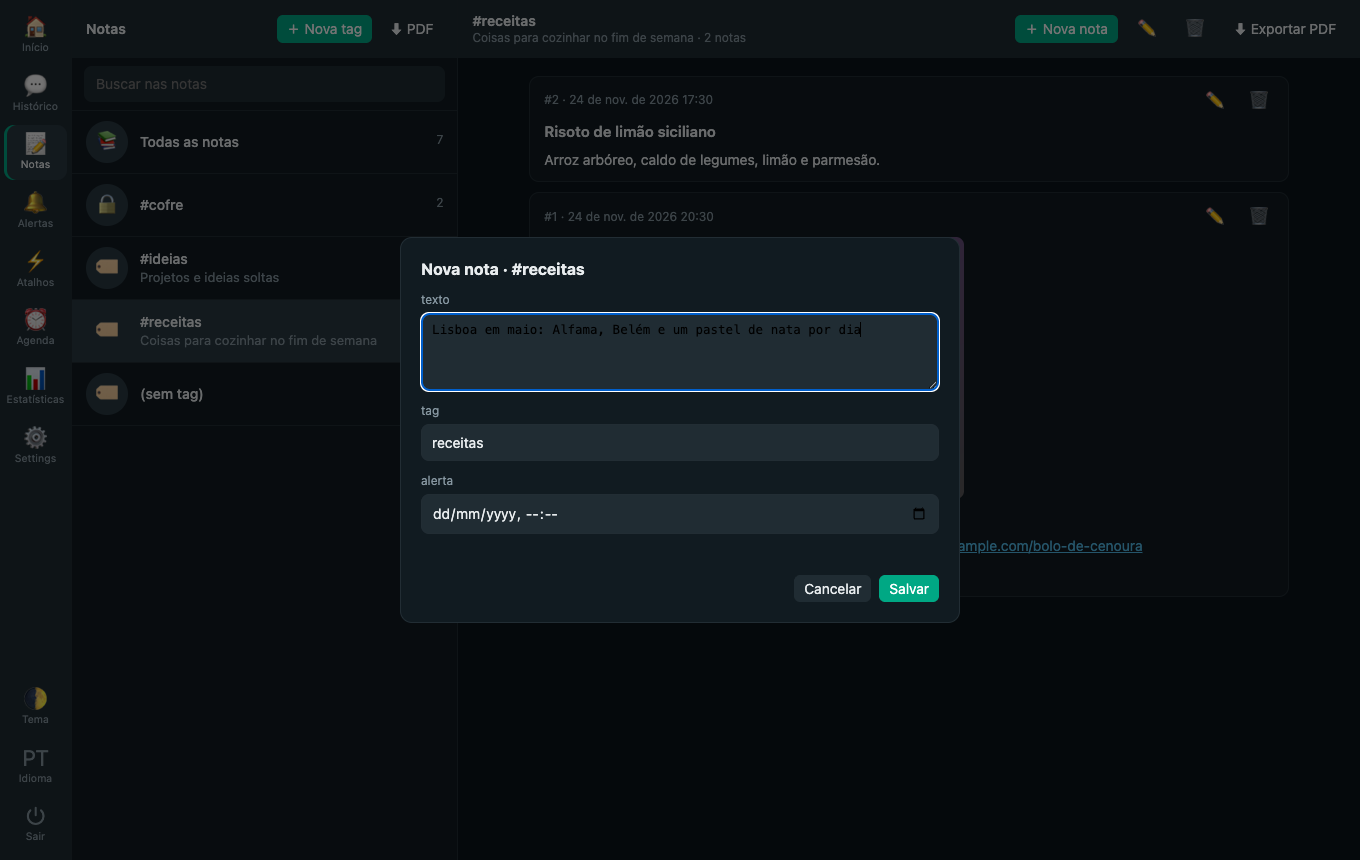 Início
Histórico
Notas
Alertas
Atalhos
Agenda
Estatísticas
Settings
Tema
PT
Idioma
Sair
Notas
+ Nova tag
⬇ PDF
Buscar nas notas
Todas as notas
7
#cofre
2
#ideias
Projetos e ideias soltas
#receitas
Coisas para cozinhar no fim de semana
(sem tag)
#receitas
Coisas para cozinhar no fim de semana · 2 notas
+ Nova nota
⬇ Exportar PDF
#2 · 24 de nov. de 2026 17:30
Risoto de limão siciliano
Arroz arbóreo, caldo de legumes, limão e parmesão.
#1 · 24 de nov. de 2026 20:30
ample.com/bolo-de-cenoura
Nova nota · #receitas
texto
Lisboa em maio: Alfama, Belém e um pastel de nata por dia
tag
receitas
alerta
dd/mm/yyyy, --:--
Cancelar
Salvar